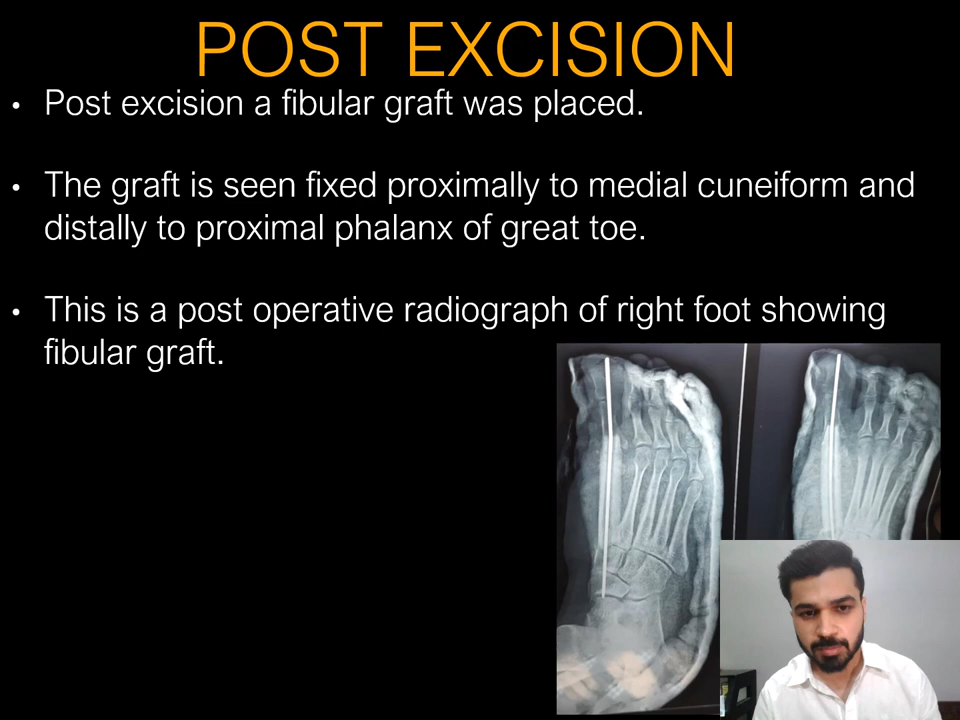 POST EXCISION
• Post excision a fibular graft was placed.
• The graft is seen fixed proximally to medial cuneiform and
distally to proximal phalanx of great toe.
• This is a post operative radiograph of right foot showing
fibular graft.